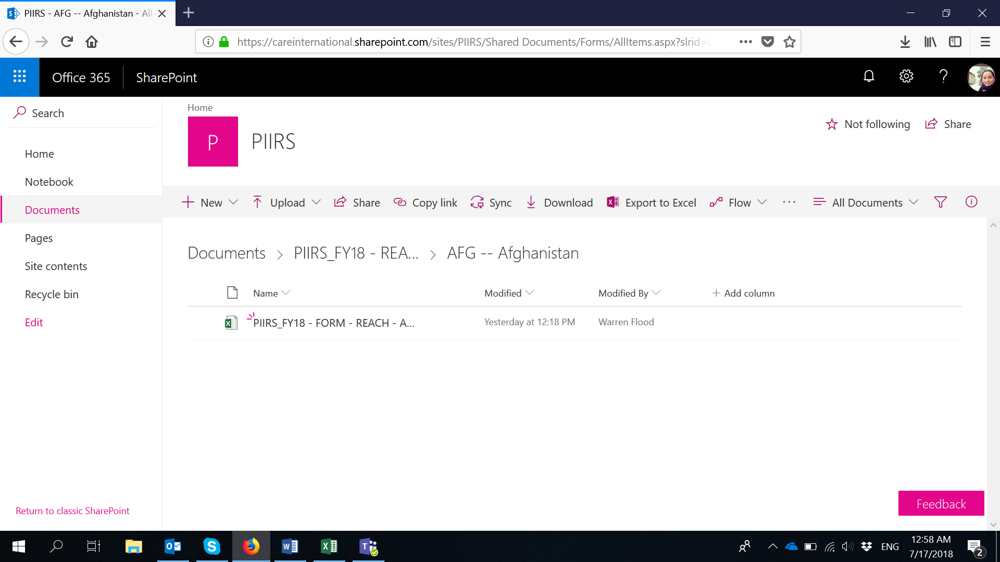 PIIRS - AFG -- Afghanistan - All
https://careinternational.sharepoint.com/sites/PIIRS/Shared Documents/Forms/AllItems.aspx?slrid=
Office 365 SharePoint
Search
Home
Notebook
Documents
Pages
Site contents
Recycle bin
Edit
Return to classic SharePoint
Home
P PIIRS
Not following Share
New Upload Share Copy link Sync Download Export to Excel Flow ··· All Documents
Documents > PIIRS_FY18 - REA... > AFG -- Afghanistan
Name Modified Modified By + Add column
PIIRS_FY18 - FORM - REACH - A... Yesterday at 12:18 PM Warren Flood
Feedback
ENG
12:58 AM
7/17/2018
2